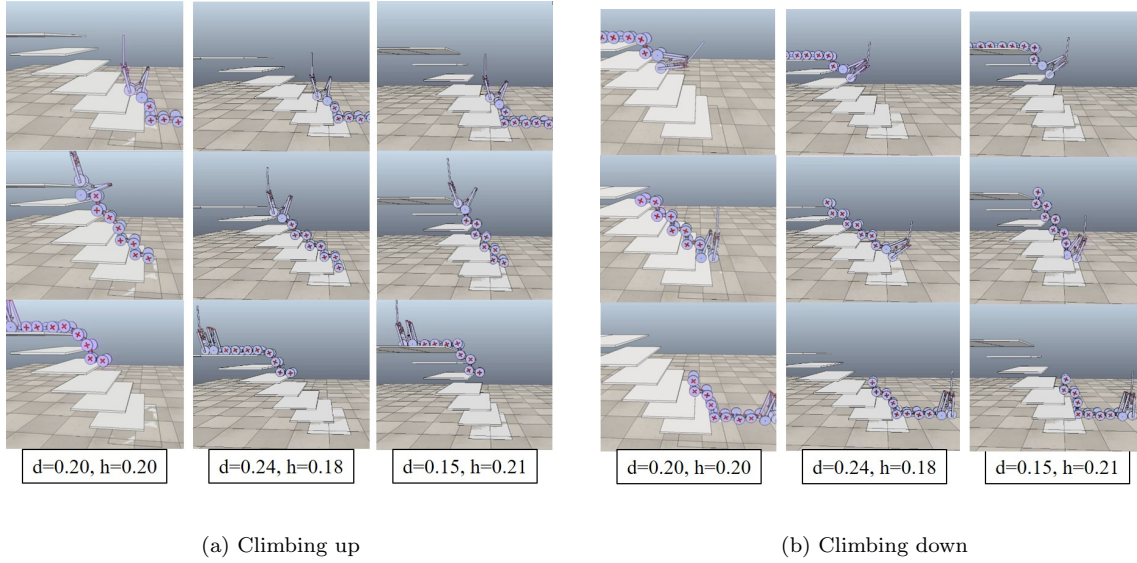 d=0.20, h=0.20
d=0.24, h=0.18
d=0.15, h=0.21
d=0.20, h=0.20
d=0.24, h=0.18
d=0.15, h=0.21
(a) Climbing up
(b) Climbing down